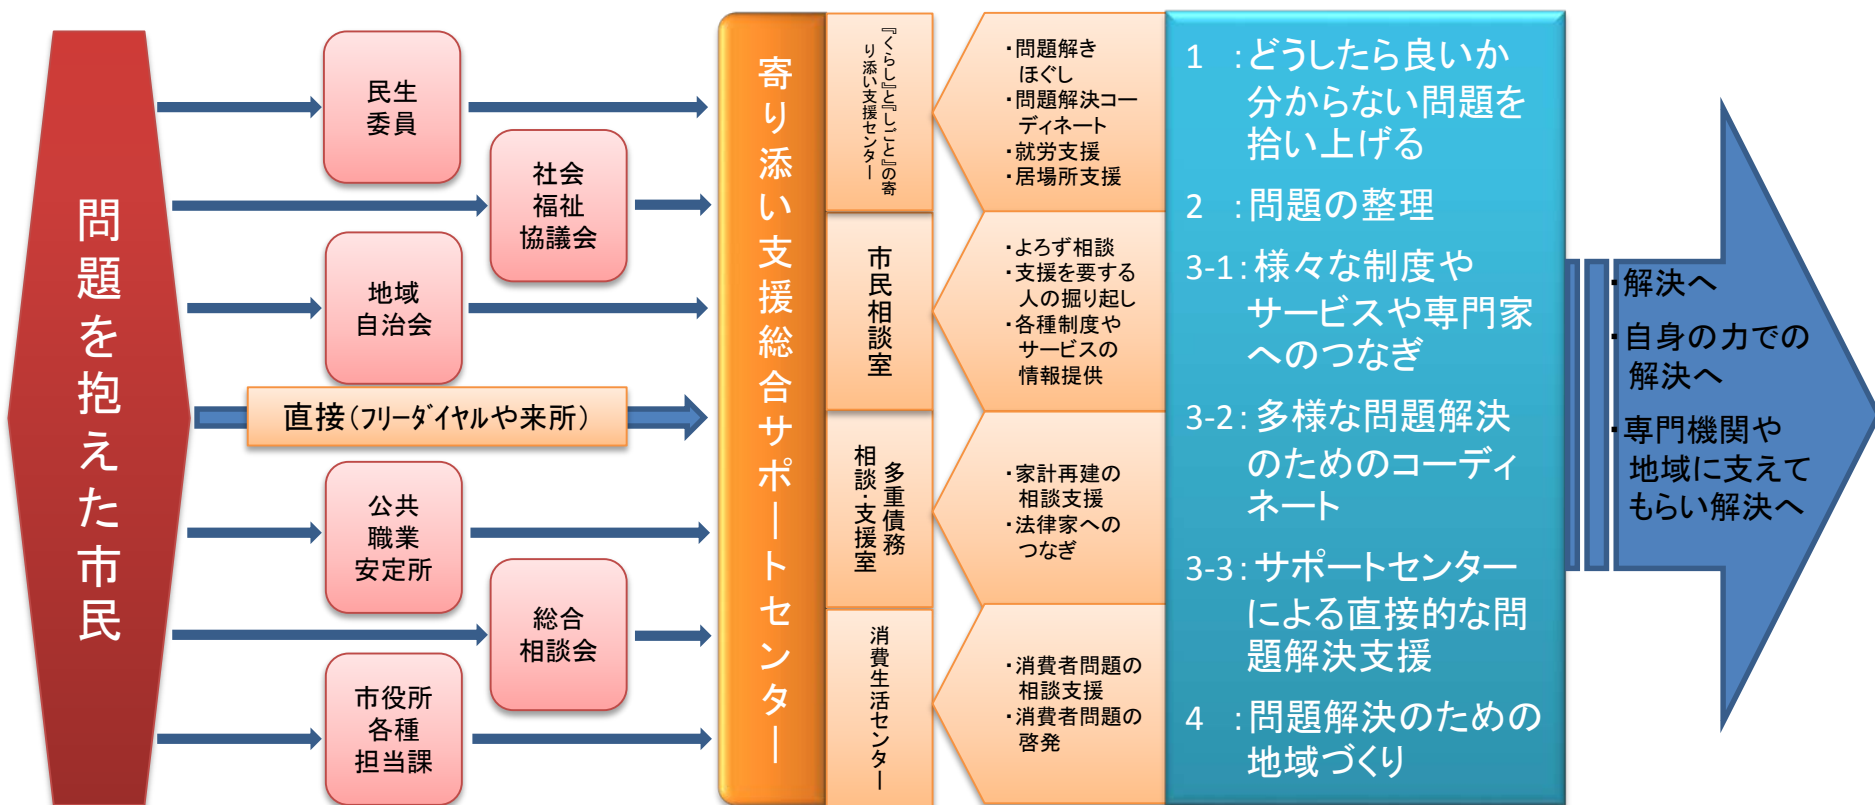 問題を抱えた市民
民生
委員
社会
福祉
協議会
地域
自治会
直接（フリーダイヤルや来所）
公共
職業
安定所
総合
相談会
市役所
各種
担当課
寄り添い支援総合サポートセンター
『くらし』と『しごと』の寄
り添い支援センター
市民相談室
多重債務
相談・支援室
消費生活センター
・問題解き
ほぐし
・問題解決コー
ディネート
・就労支援
・居場所支援
・よろず相談
・支援を要する
人の掘り起し
・各種制度や
サービスの
情報提供
・家計再建の
相談支援
・法律家への
つなぎ
・消費者問題の
相談支援
・消費者問題の
啓発
1　：どうしたら良いか
分からない問題を
拾い上げる
2　：問題の整理
3-1：様々な制度や
サービスや専門家
へのつなぎ
3-2：多様な問題解決
のためのコーディ
ネート
3-3：サポートセンター
による直接的な問
題解決支援
4　：問題解決のための
地域づくり
・解決へ
・自身の力での
解決へ
・専門機関や
地域に支えて
もらい解決へ